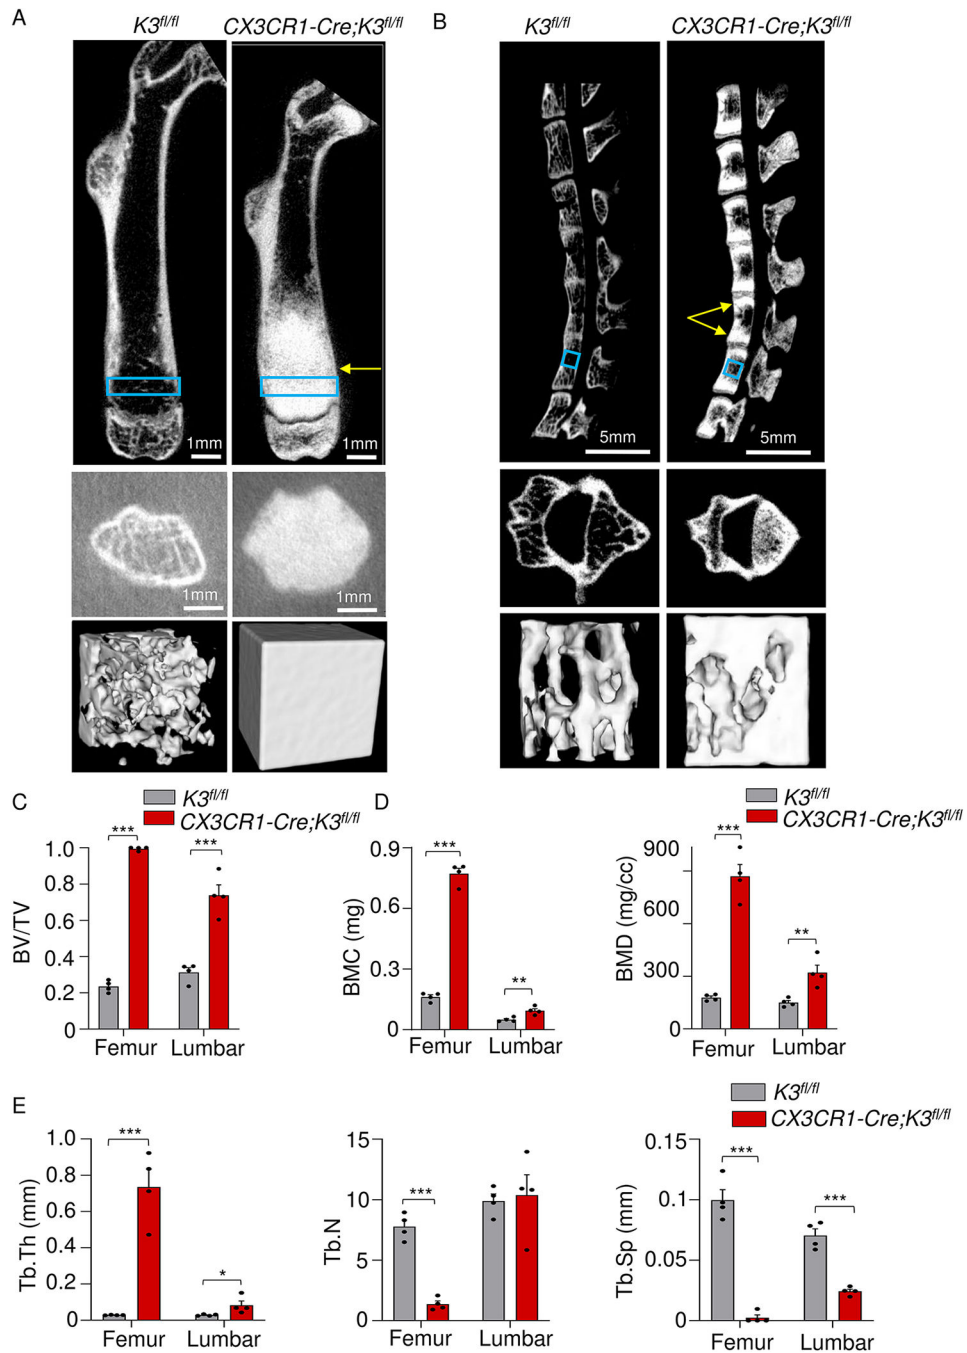 A
K3fl/fl
CX3CR1-Cre;K3fl/fl
1mm
1mm
1mm
1mm
B
K3fl/fl
CX3CR1-Cre;K3fl/fl
5mm
5mm
C
K3fl/fl
CX3CR1-Cre;K3fl/fl
BV/TV
1.0
0.8
0.6
0.4
0.2
0
***
***
Femur
Lumbar
D
BMC (mg)
0.9
0.6
0.3
0
***
**
Femur
Lumbar
K3fl/fl
CX3CR1-Cre;K3fl/fl
BMD (mg/cc)
900
600
300
0
***
**
Femur
Lumbar
E
Tb.Th (mm)
1.0
0.8
0.6
0.4
0.2
0
***
*
Femur
Lumbar
Tb.N
15
10
5
0
***
Femur
Lumbar
K3fl/fl
CX3CR1-Cre;K3fl/fl
Tb.Sp (mm)
0.15
0.1
0.05
0
***
***
Femur
Lumbar